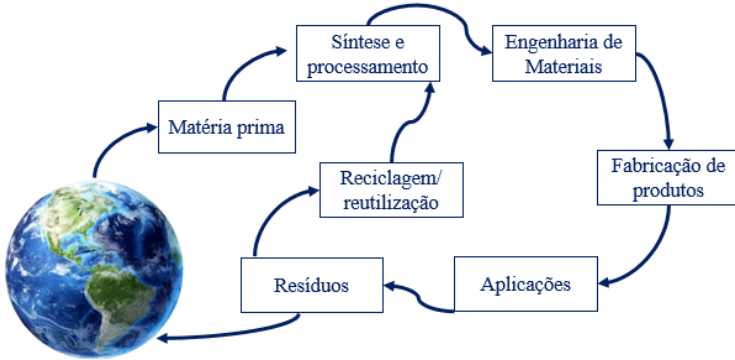 Síntese e
processamento
Engenharia de
Materiais
Matéria prima
Fabricação de
produtos
Reciclagem/
reutilização
Aplicações
Resíduos